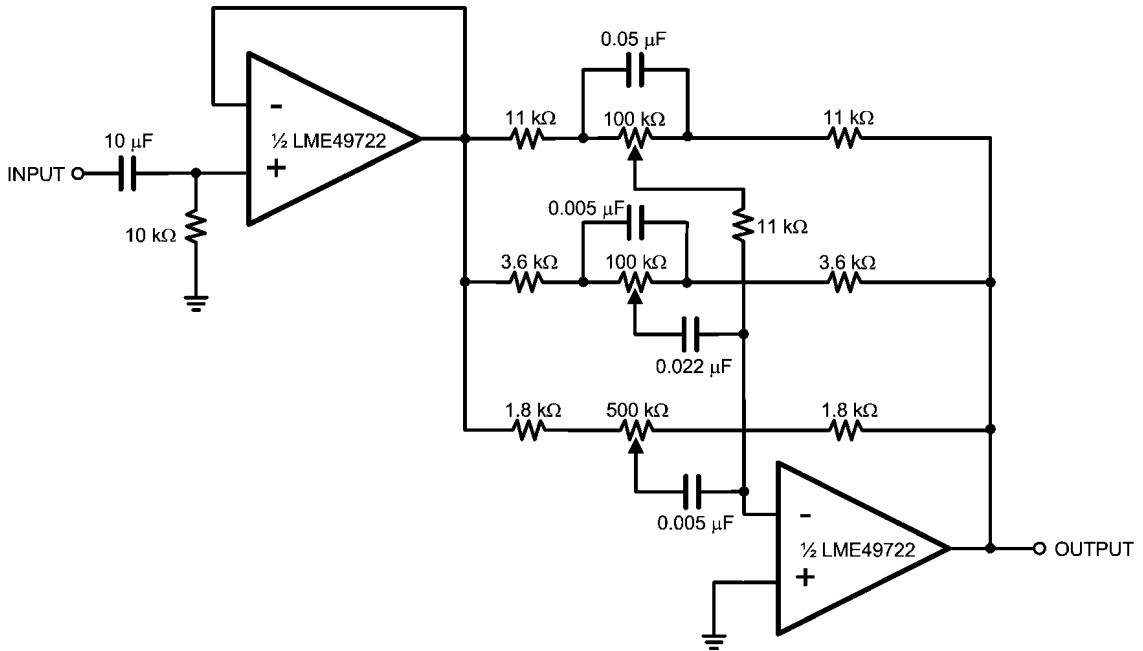 0.05 μF
11 kΩ
100 kΩ
11 kΩ
-
½ LME49722
+
10 μF
INPUT
10 kΩ
0.005 μF
11 kΩ
3.6 kΩ
100 kΩ
3.6 kΩ
0.022 μF
1.8 kΩ
500 kΩ
1.8 kΩ
0.005 μF
-
½ LME49722
+
OUTPUT